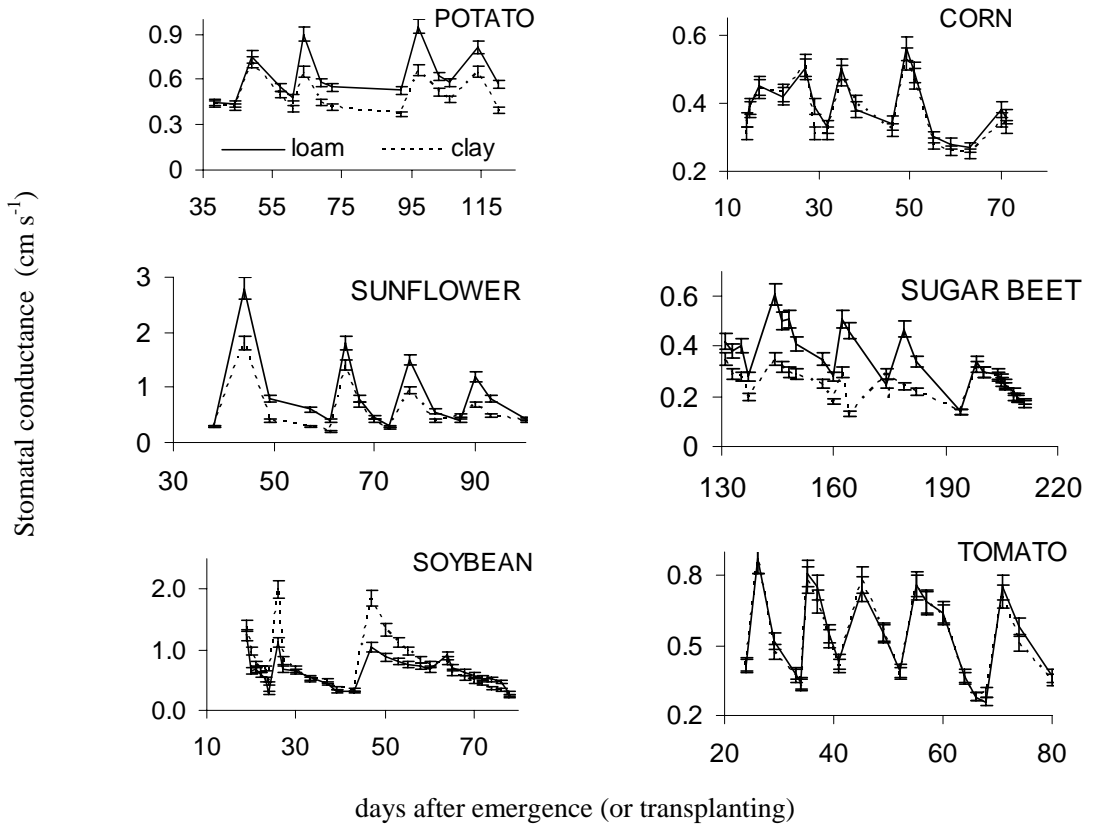 Stomatal conductance (cm s-1)
POTATO
0.9
0.6
0.3
0
loam
clay
35 55 75 95 115
CORN
0.6
0.4
0.2
10 30 50 70
SUNFLOWER
3
2
1
0
30 50 70 90
SUGAR BEET
0.6
0.4
0.2
0
130 160 190 220
SOYBEAN
2.0
1.0
0.0
10 30 50 70
TOMATO
0.8
0.5
0.2
20 40 60 80
days after emergence (or transplanting)